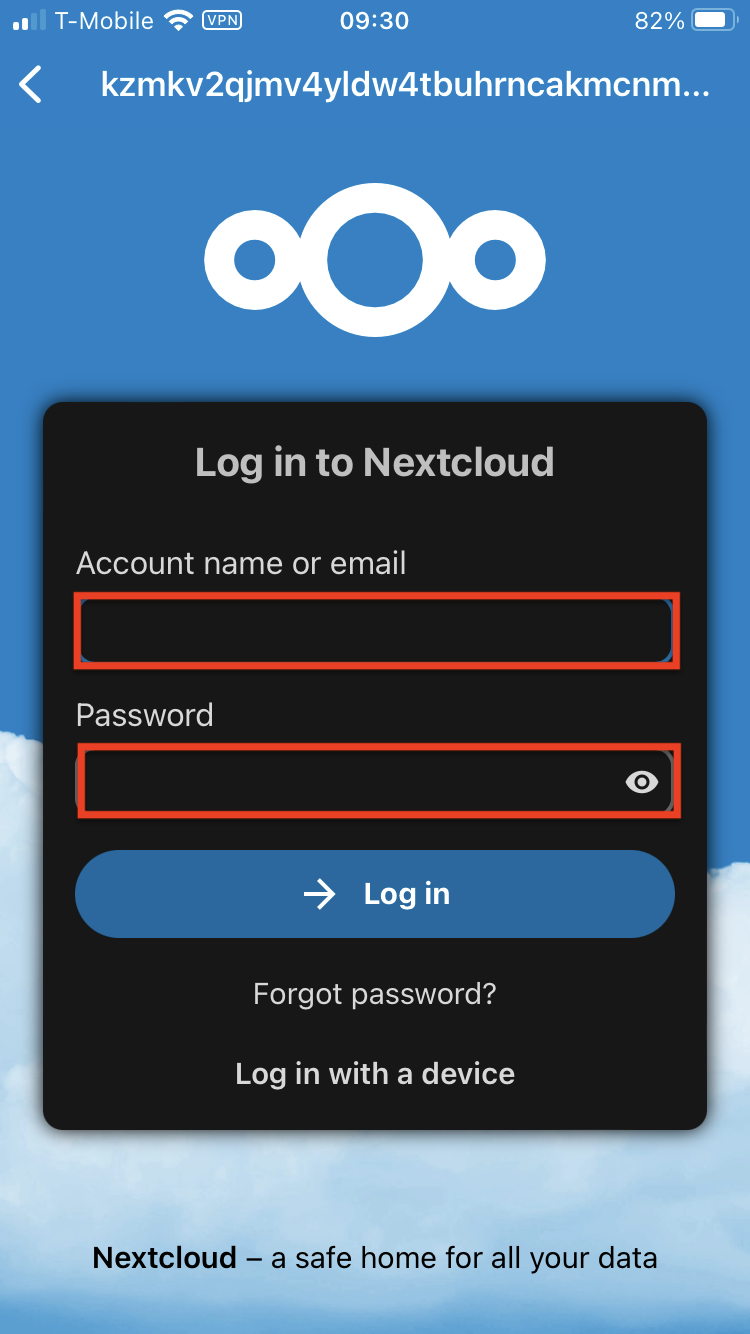 T-Mobile VPN 09:30 82%
kzmkv2qjmv4yldw4tbuhrncakmcnm...
Log in to Nextcloud
Account name or email
Password
Log in
Forgot password?
Log in with a device
Nextcloud – a safe home for all your data